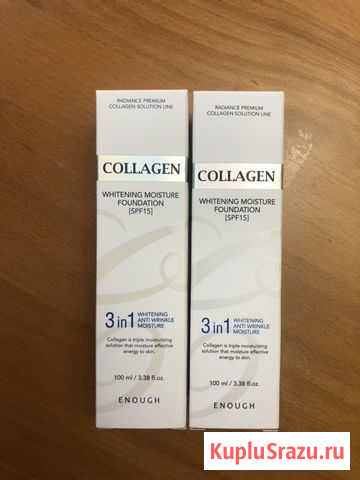 RADIANCE PREMIUM
COLLAGEN SOLUTION LINE
COLLAGEN
WHITENING MOISTURE
FOUNDATION
[SPF15]
3 in 1
WHITENING
ANTI WRINKLE
MOISTURE
Collagen is triple moisturizing
solution that moisture effective
energy to skin.
100 ml / 3.38 fl.oz.
ENOUGH
RADIANCE PREMIUM
COLLAGEN SOLUTION LINE
COLLAGEN
WHITENING MOISTURE
FOUNDATION
[SPF15]
3 in 1
WHITENING
ANTI WRINKLE
MOISTURE
Collagen is triple moisturizing
solution that moisture effective
energy to skin.
100 ml / 3.38 fl.oz.
ENOUGH
KupluSrazu.ru